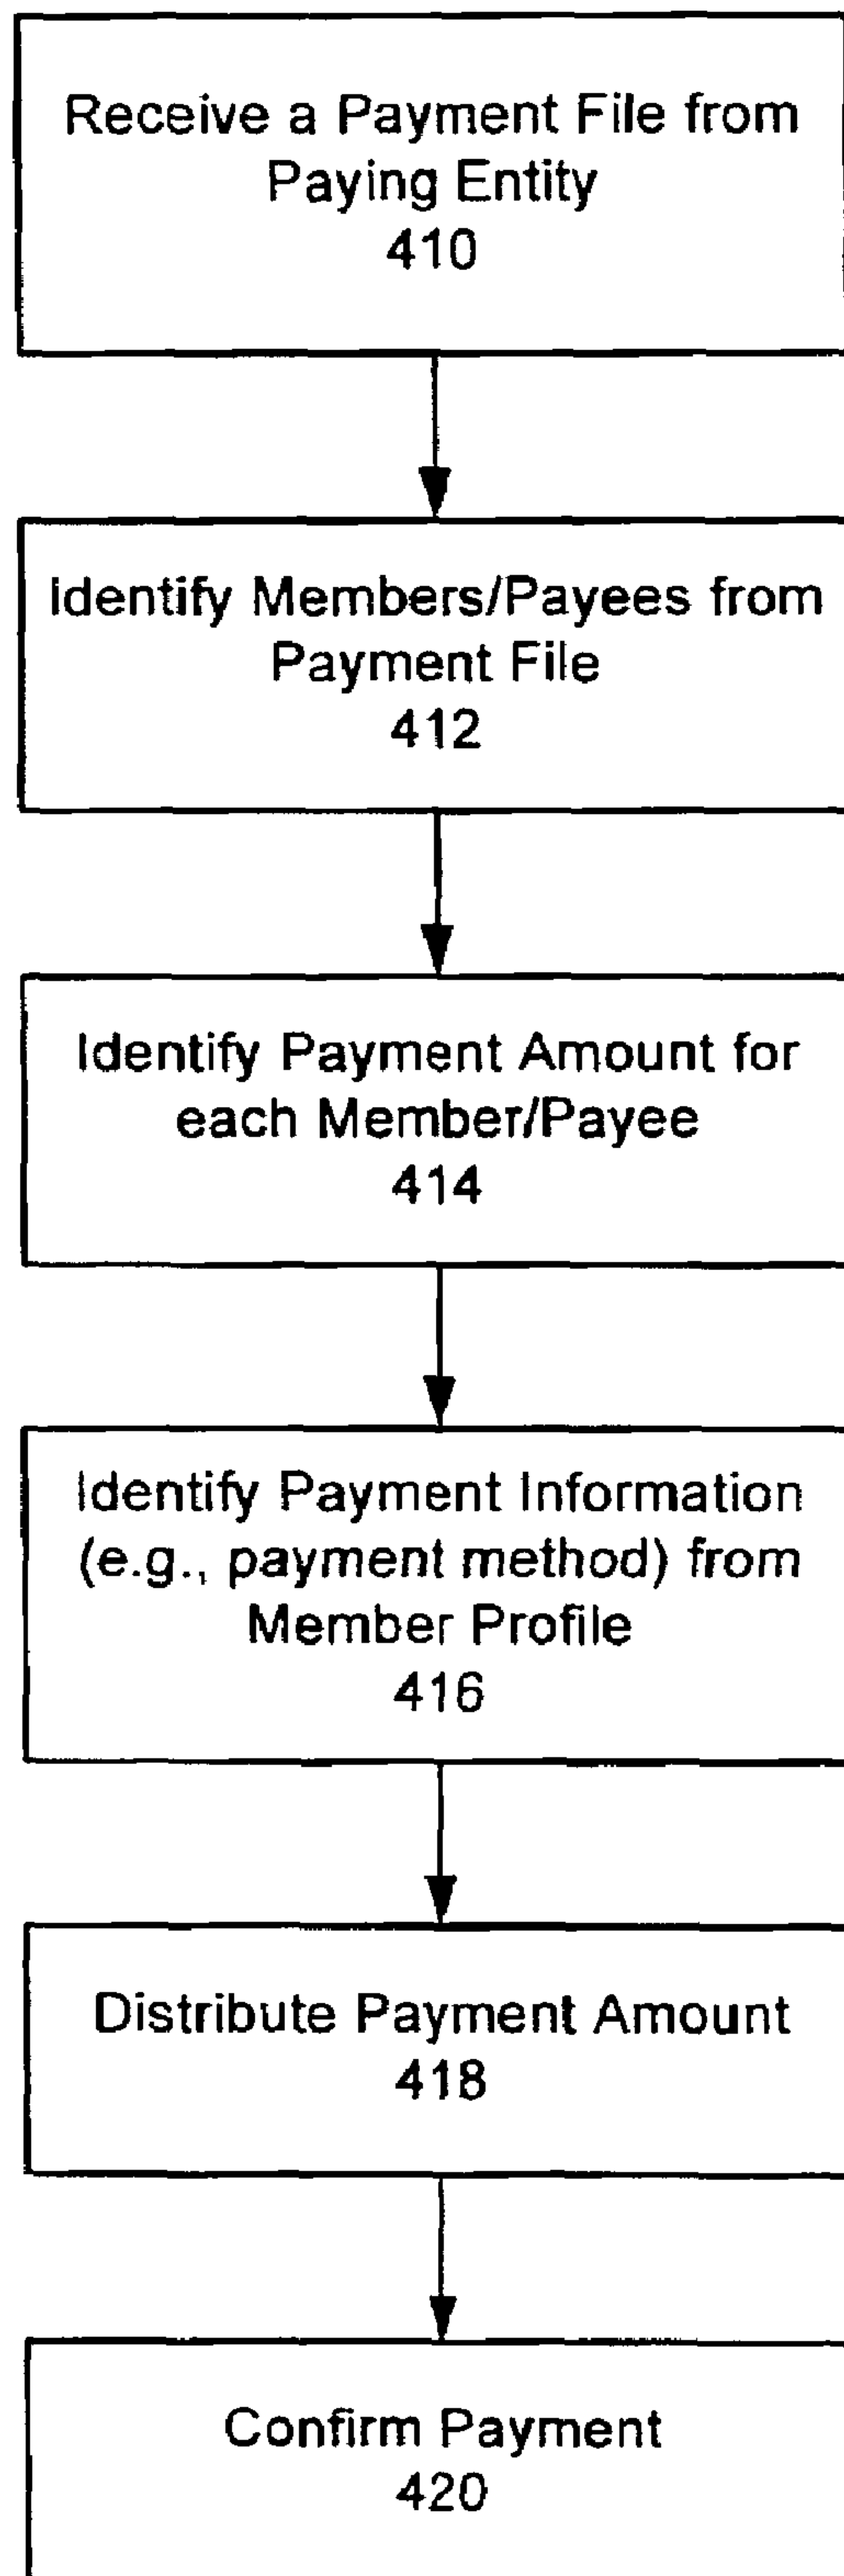 Receive a Payment File from
Paying Entity
410
Identify Members/Payees from
Payment File
412
Identify Payment Amount for
each Member/Payee
414
Identify Payment Information
(e.g., payment method) from
Member Profile
416
Distribute Payment Amount
418
Confirm Payment
420